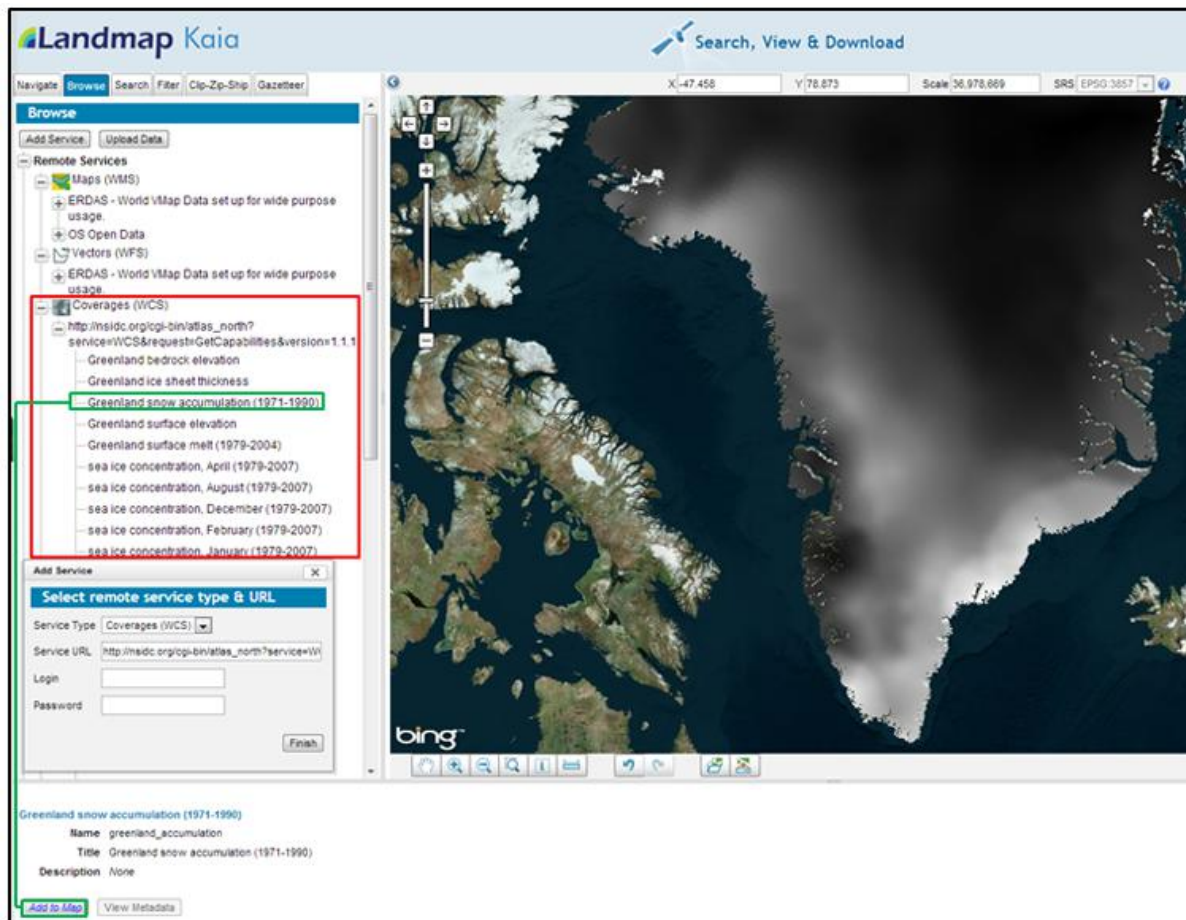 Landmap Kaia
Search, View & Download
Navigate Browse Search Filter Clip-Zip-Ship Gazetteer
X -47.458 Y 78.873 Scale 36,978,669 SRS EPSG:3857
Browse
Add Service Upload Data
Remote Services
Maps (WMS)
ERDAS - World VMap Data set up for wide purpose
usage.
OS Open Data
Vectors (WFS)
ERDAS - World VMap Data set up for wide purpose
usage.
Coverages (WCS)
http://nsidc.org/cgi-bin/atlas_north?
service=WCS&request=GetCapabilities&version=1.1.1
Greenland bedrock elevation
Greenland ice sheet thickness
Greenland snow accumulation (1971-1990)
Greenland surface elevation
Greenland surface melt (1979-2004)
sea ice concentration, April (1979-2007)
sea ice concentration, August (1979-2007)
sea ice concentration, December (1979-2007)
sea ice concentration, February (1979-2007)
sea ice concentration, January (1979-2007)
Add Service
Select remote service type & URL
Service Type Coverages (WCS)
Service URL http://nsidc.org/cgi-bin/atlas_north?service=W
Login
Password
Finish
bing
Greenland snow accumulation (1971-1990)
Name greenland_accumulation
Title Greenland snow accumulation (1971-1990)
Description None
Add to Map View Metadata